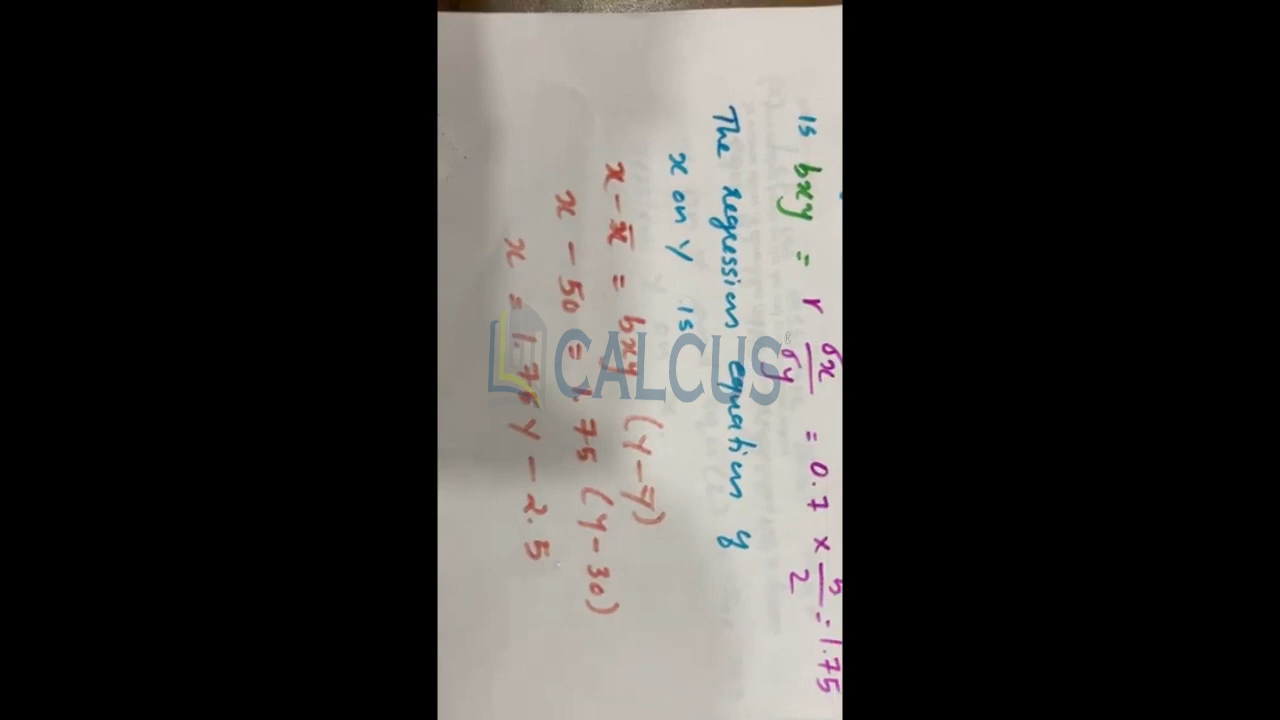 is bxy = r σx/σy = 0.7 × 5/2 = 1.75
The regression equation y
x on y is
x - x̄ = bxy (y - ȳ)
x - 50 = 1.75 (y - 30)
x = 1.75 y - 2.5
CALCUS®